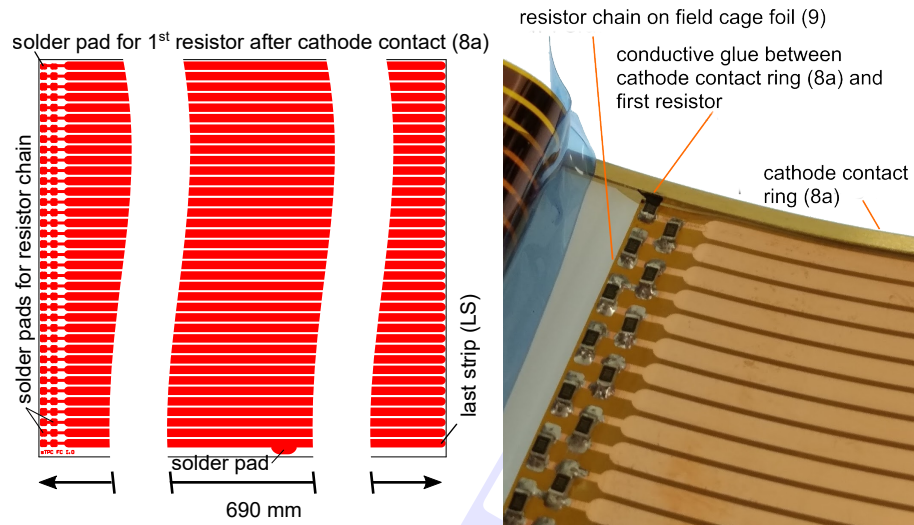 solder pad for 1st resistor after cathode contact (8a)
solder pads for resistor chain
last strip (LS)
solder pad
690 mm
resistor chain on field cage foil (9)
conductive glue between
cathode contact ring (8a) and
first resistor
cathode contact
ring (8a)